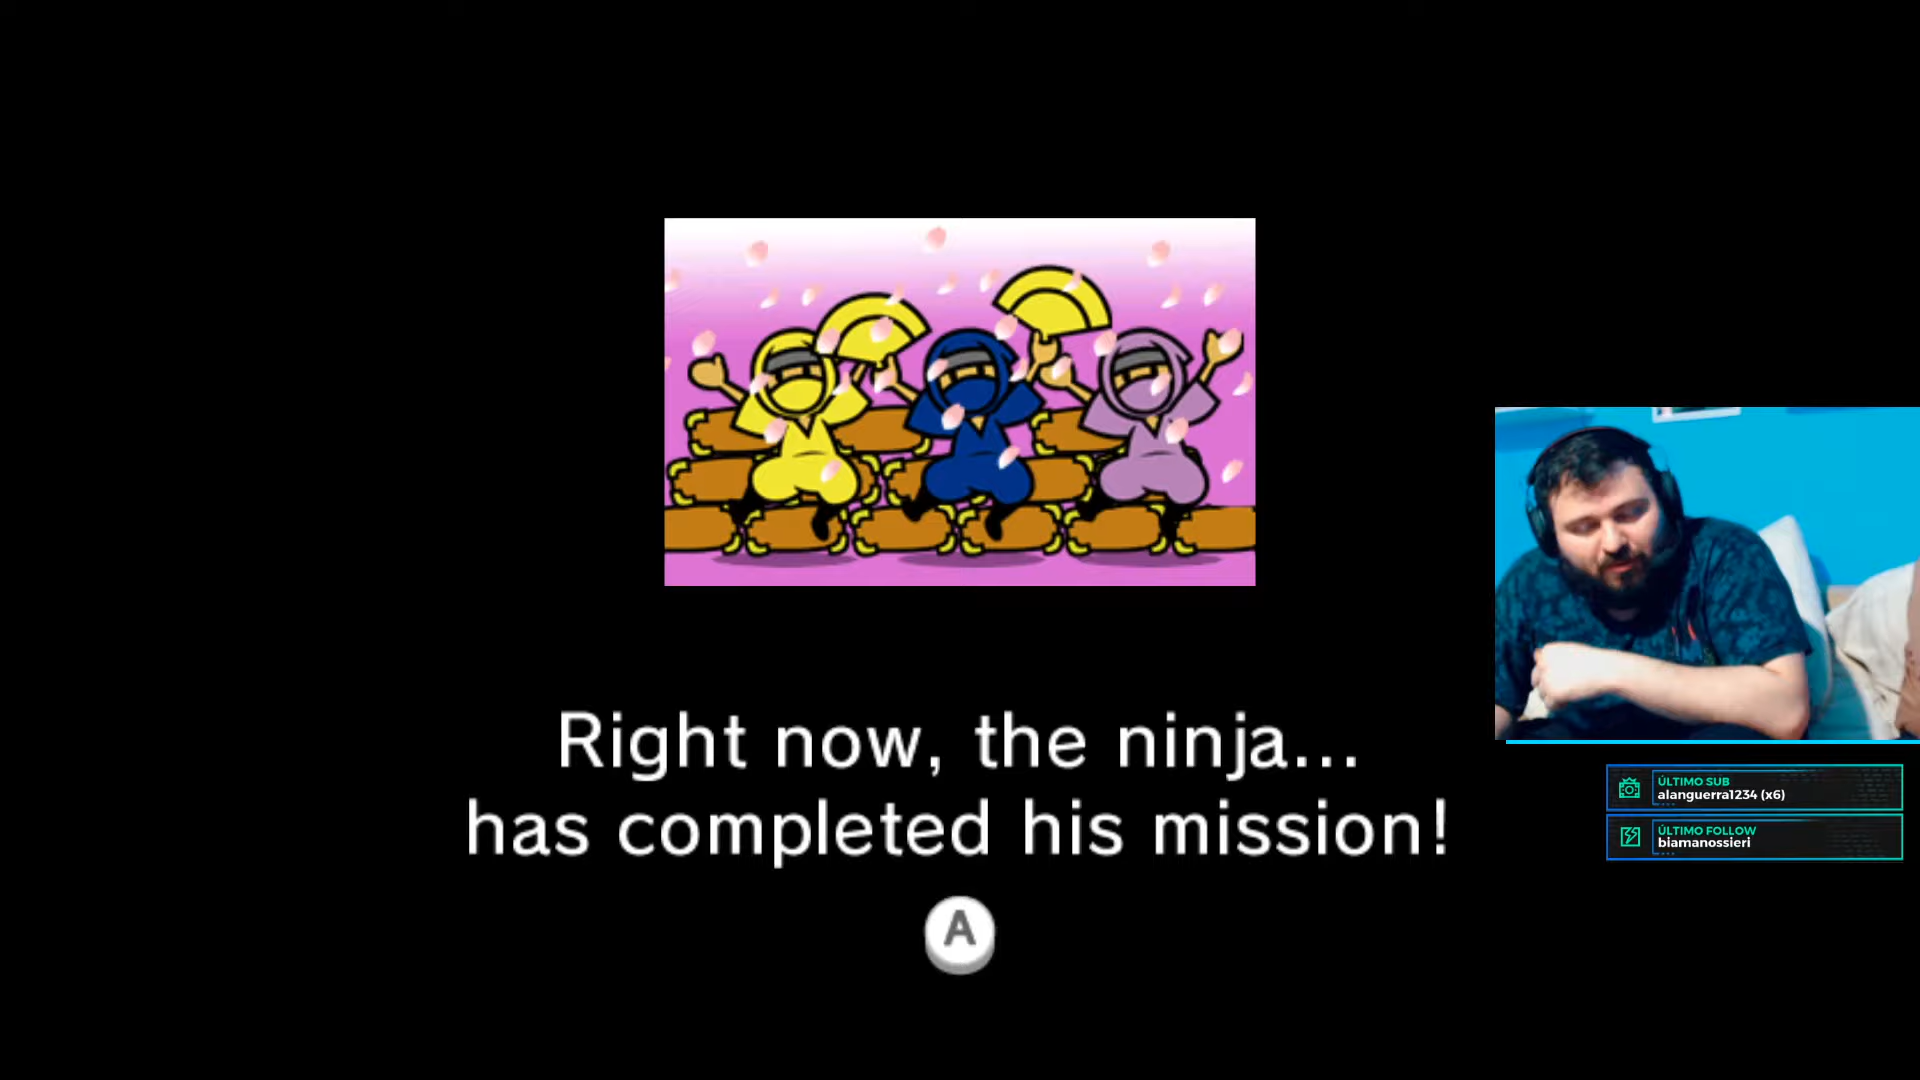 Right now, the ninja...
has completed his mission!
A
ÚLTIMO SUB
alanguerra1234 (x6)
ÚLTIMO FOLLOW
biamanossieri